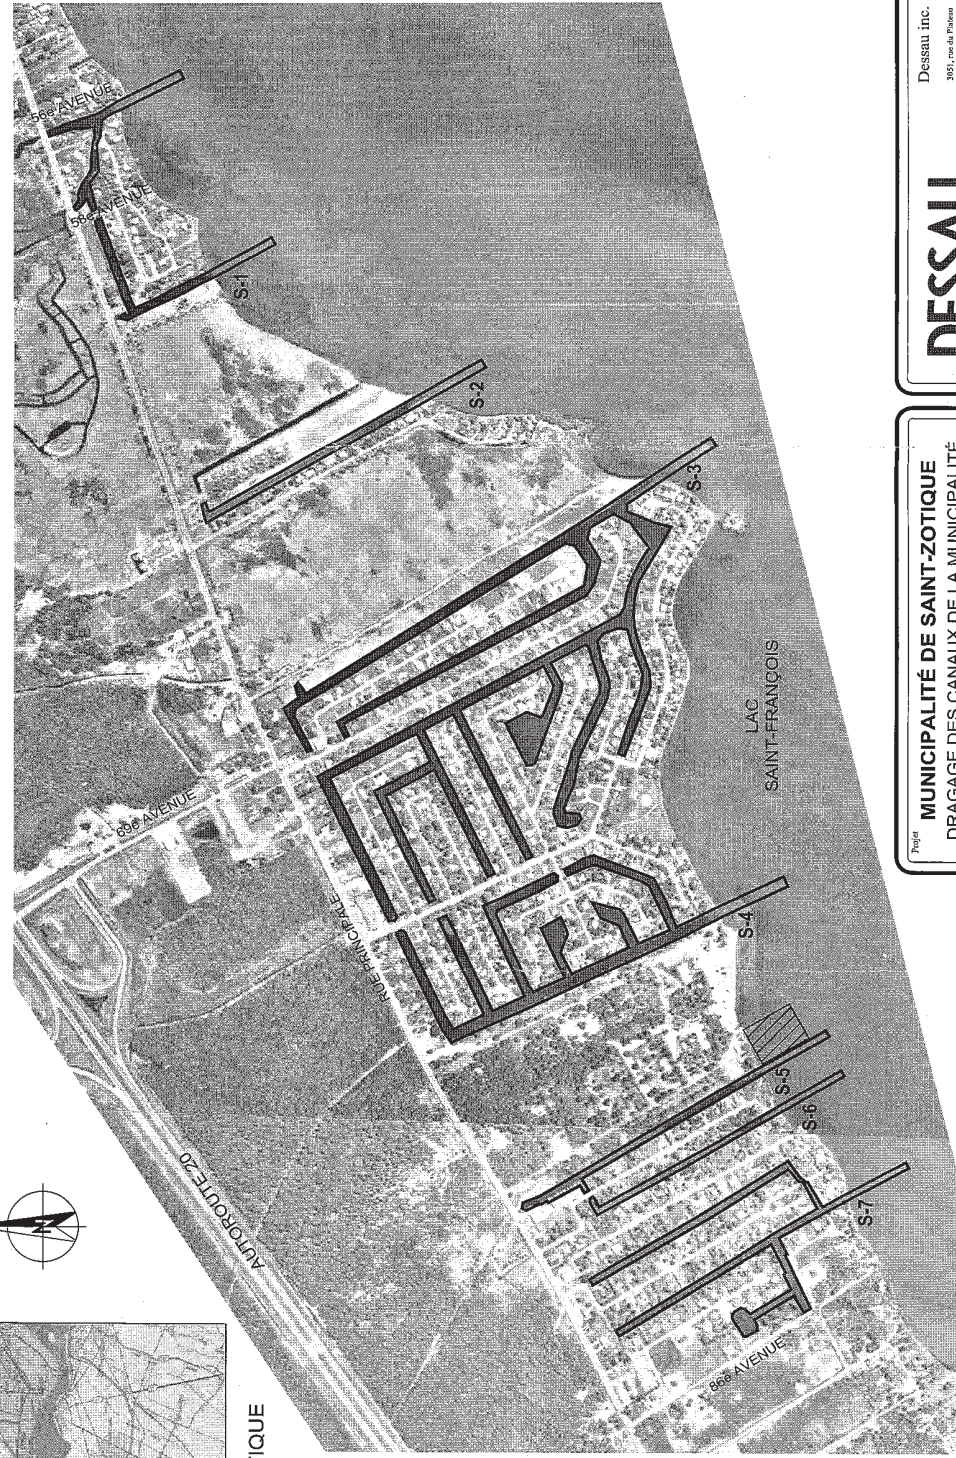 56e AVENUE
58e AVENUE
S-1
S-2
S-3
69e AVENUE
RUE PRINCIPALE
LAC
SAINT-FRANÇOIS
S-4
S-5
S-6
S-7
AUTOROUTE 20
86e AVENUE
N
TIQUE
Projet
MUNICIPALITÉ DE SAINT-ZOTIQUE
DRAGAGE DES CANAUX DE LA MUNICIPALITÉ
DESSAU
Dessau inc.
3051, rue du Plateau